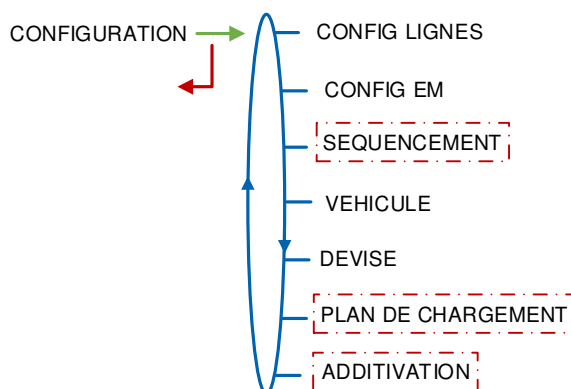 CONFIGURATION
CONFIG LIGNES
CONFIG EM
SEQUENCEMENT
VEHICULE
DEVISE
PLAN DE CHARGEMENT
ADDITIVATION